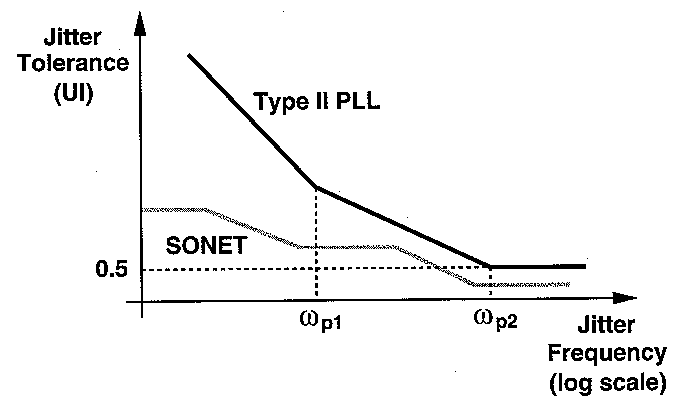 Jitter
Tolerance
(UI)
Type II PLL
SONET
0.5
ωp1
ωp2
Jitter
Frequency
(log scale)